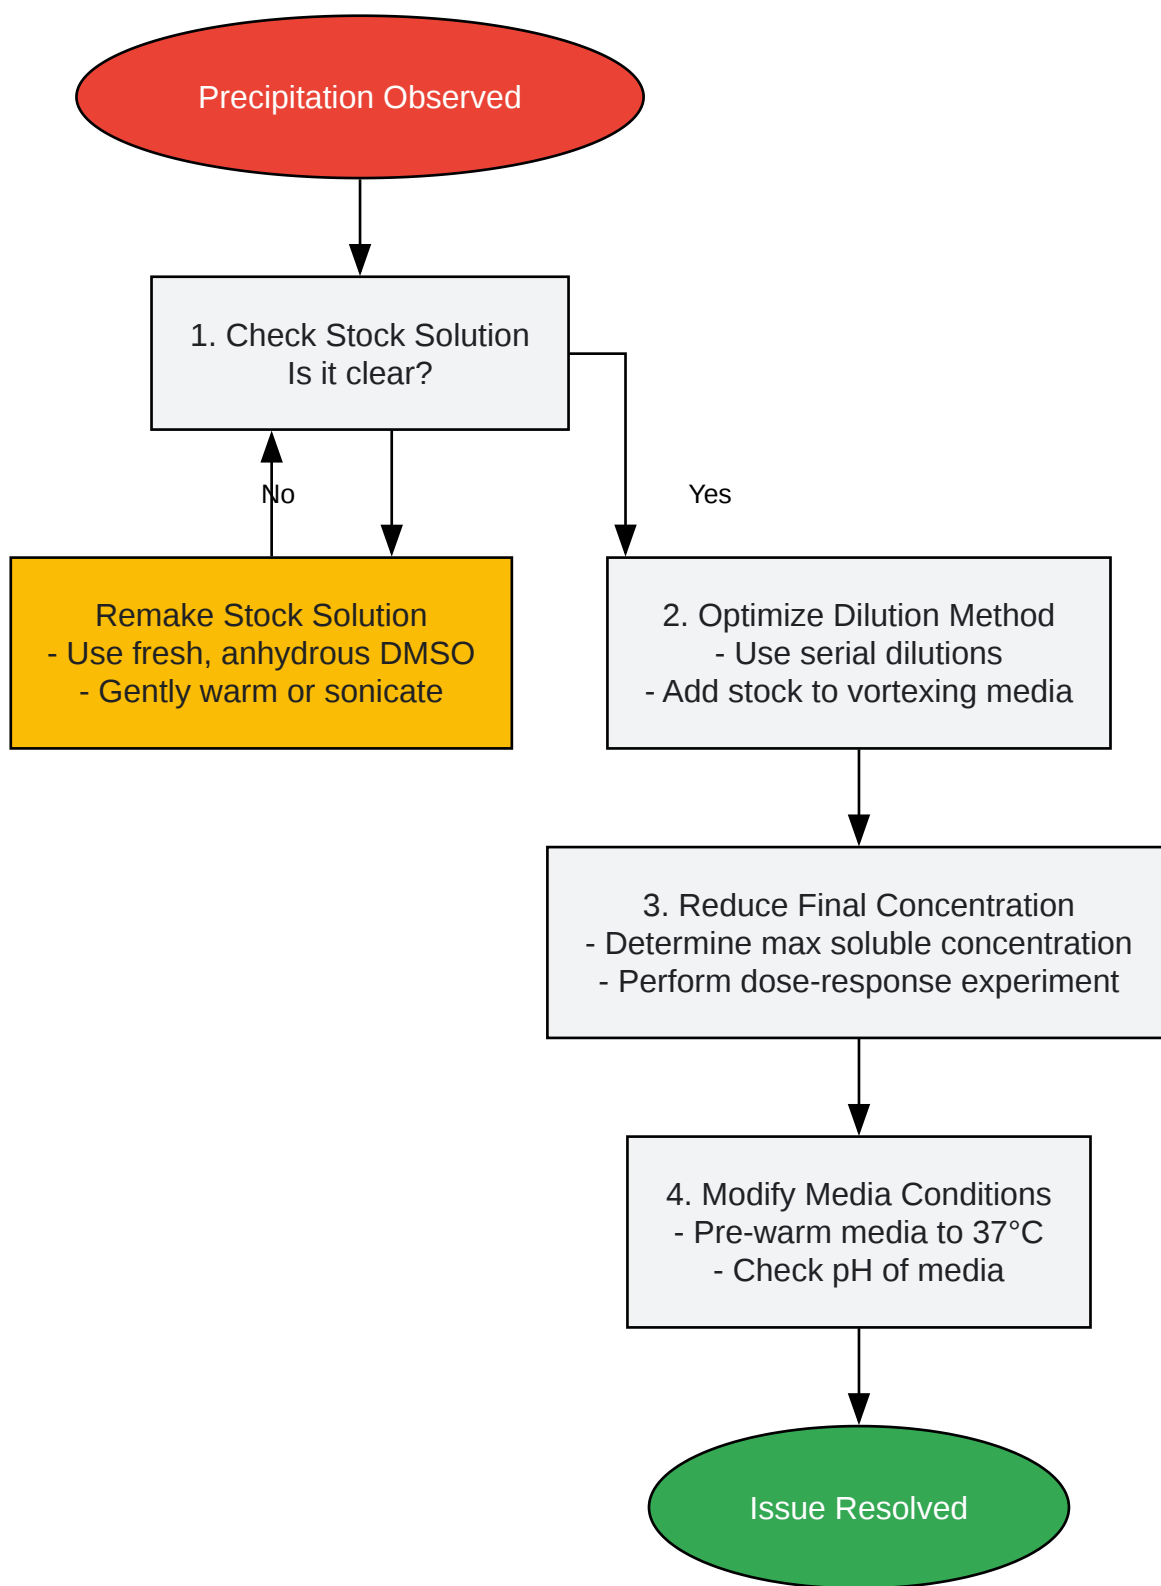 Precipitation Observed
1. Check Stock Solution
Is it clear?
No
Yes
Remake Stock Solution
- Use fresh, anhydrous DMSO
- Gently warm or sonicate
2. Optimize Dilution Method
- Use serial dilutions
- Add stock to vortexing media
3. Reduce Final Concentration
- Determine max soluble concentration
- Perform dose-response experiment
4. Modify Media Conditions
- Pre-warm media to 37°C
- Check pH of media
Issue Resolved